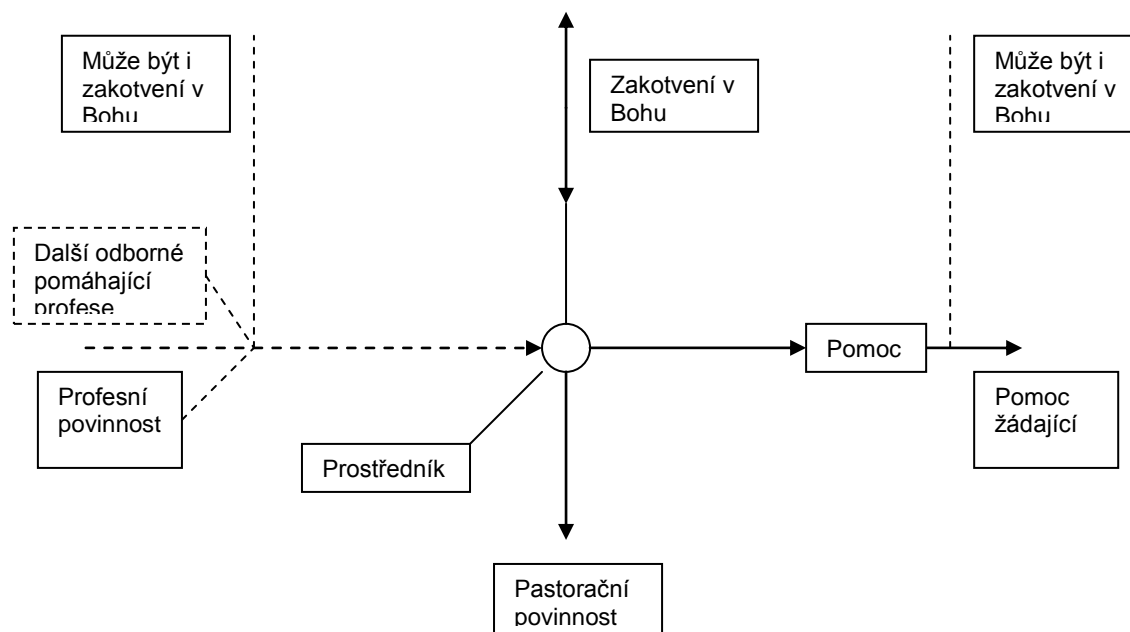 Může být i
zakotvení v
Bohu
Zakotvení v
Bohu
Může být i
zakotvení v
Bohu
Další odborné
pomáhající
profese
Pomoc
Profesní
povinnost
Pomoc
žádající
Prostředník
Pastorační
povinnost